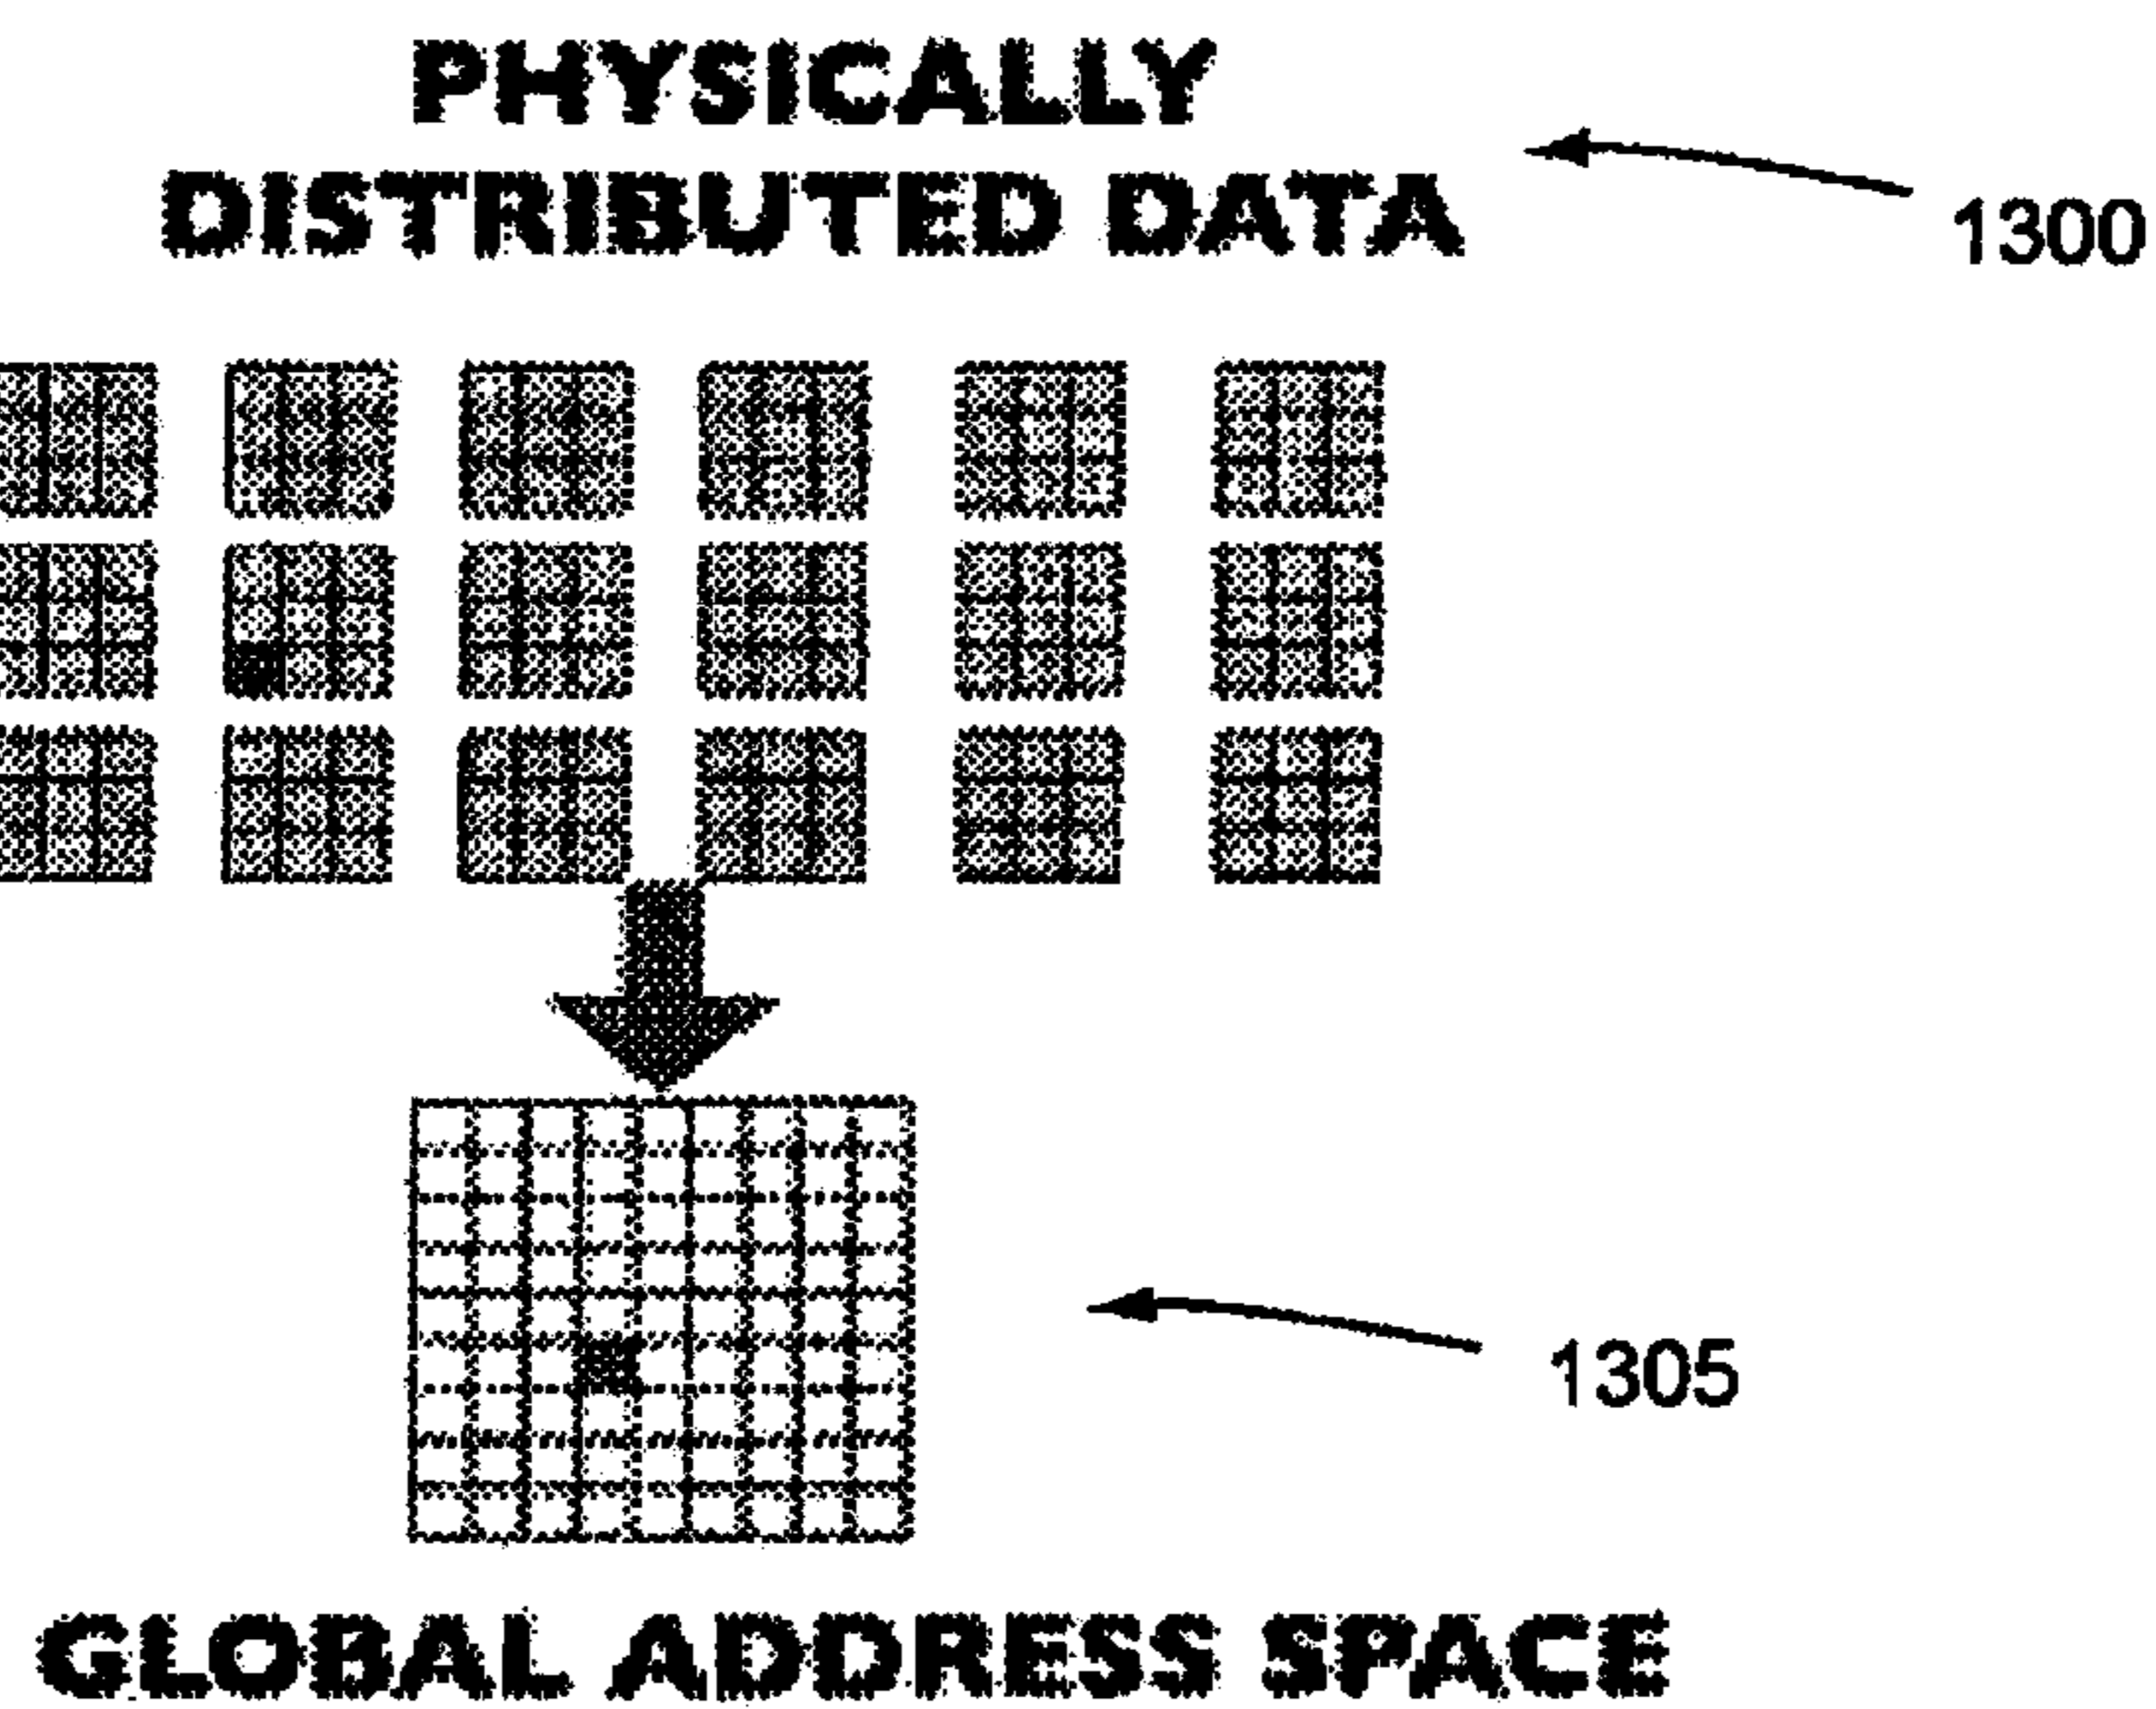 PHYSICALLY
DISTRIBUTED DATA
1300
1305
GLOBAL ADDRESS SPACE